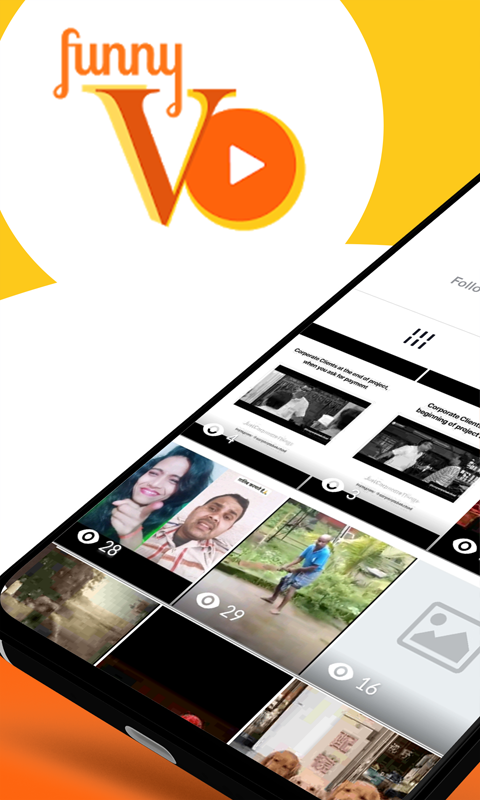 funny
V
Follo
Corporate Clients at the end of project,
when you ask for payment
Corporate Clients
beginning of project
4
3
28
29
16